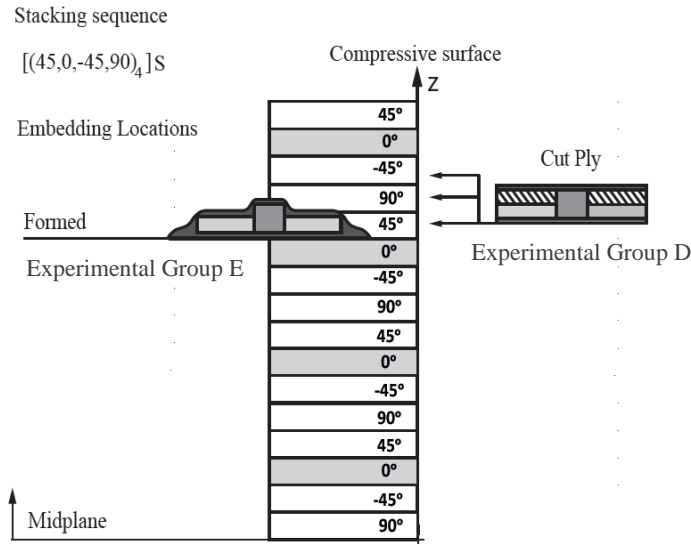 Stacking sequence
[(45,0,-45,90)4]S
Compressive surface
Z
Embedding Locations
Cut Ply
Formed
Experimental Group E
Experimental Group D
45°
0°
-45°
90°
45°
0°
-45°
90°
45°
0°
-45°
90°
45°
0°
-45°
90°
Midplane